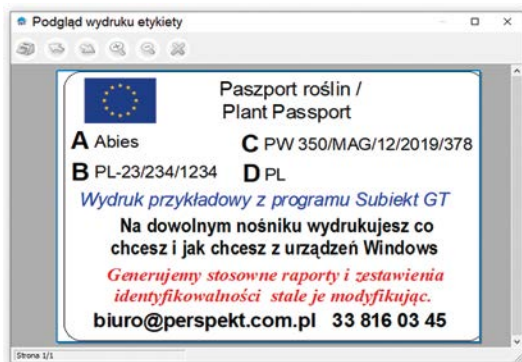 Podgląd wydruku etykiety
Paszport roślin /
Plant Passport
A Abies
C PW 350/MAG/12/2019/378
B PL-23/234/1234
D PL
Wydruk przykładowy z programu Subiekt GT
Na dowolnym nośniku wydrukujesz co
chcesz i jak chcesz z urządzeń Windows
Generujemy stosowne raporty i zestawienia
identyfikowalności stale je modyfikując.
biuro@perspekt.com.pl 33 816 03 45
Strona 1/1